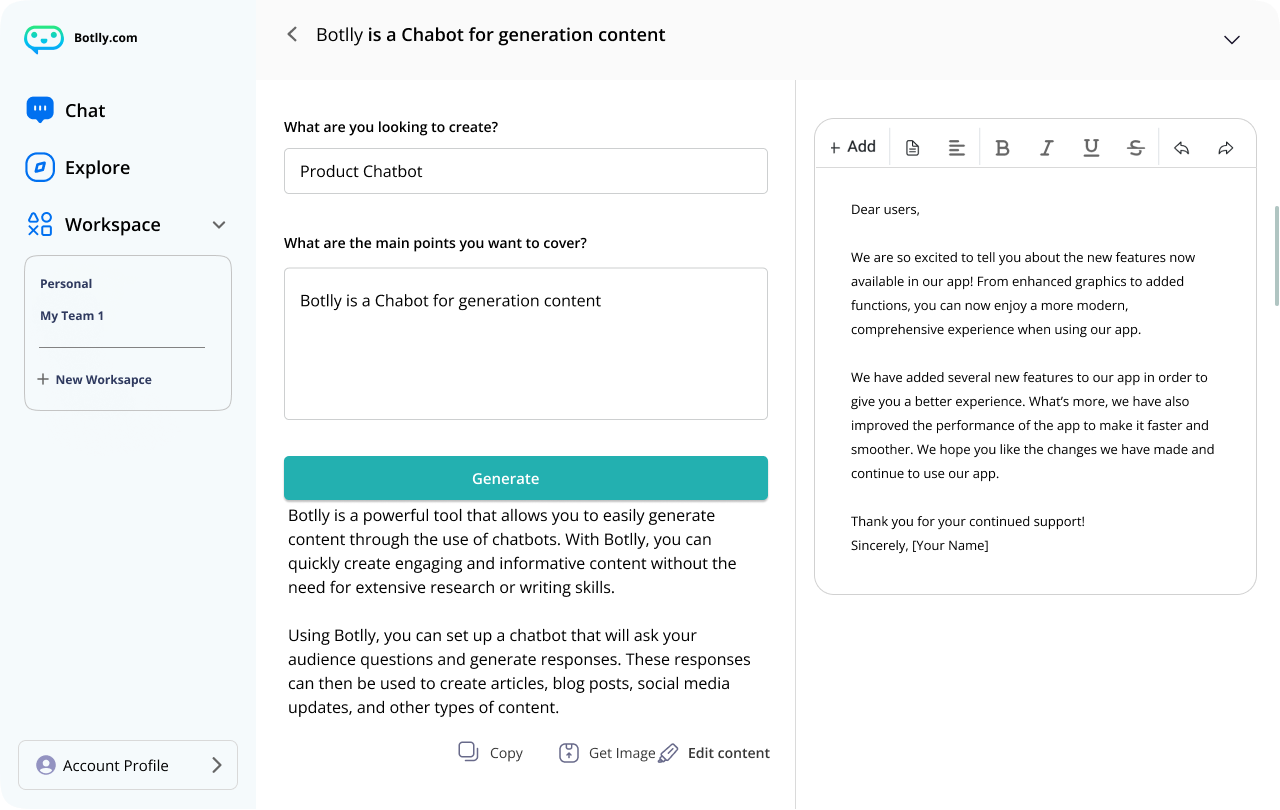 Botlly.com
Chat
Explore
Workspace
Personal
My Team 1
New Worksapce
Account Profile
Botlly is a Chabot for generation content
What are you looking to create?
Product Chatbot
What are the main points you want to cover?
Botlly is a Chabot for generation content
Generate
Botlly is a powerful tool that allows you to easily generate
content through the use of chatbots. With Botlly, you can
quickly create engaging and informative content without the
need for extensive research or writing skills.
Using Botlly, you can set up a chatbot that will ask your
audience questions and generate responses. These responses
can then be used to create articles, blog posts, social media
updates, and other types of content.
Copy Get Image Edit content
+ Add B I U S
Dear users,
We are so excited to tell you about the new features now
available in our app! From enhanced graphics to added
functions, you can now enjoy a more modern,
comprehensive experience when using our app.
We have added several new features to our app in order to
give you a better experience. What's more, we have also
improved the performance of the app to make it faster and
smoother. We hope you like the changes we have made and
continue to use our app.
Thank you for your continued support!
Sincerely, [Your Name]